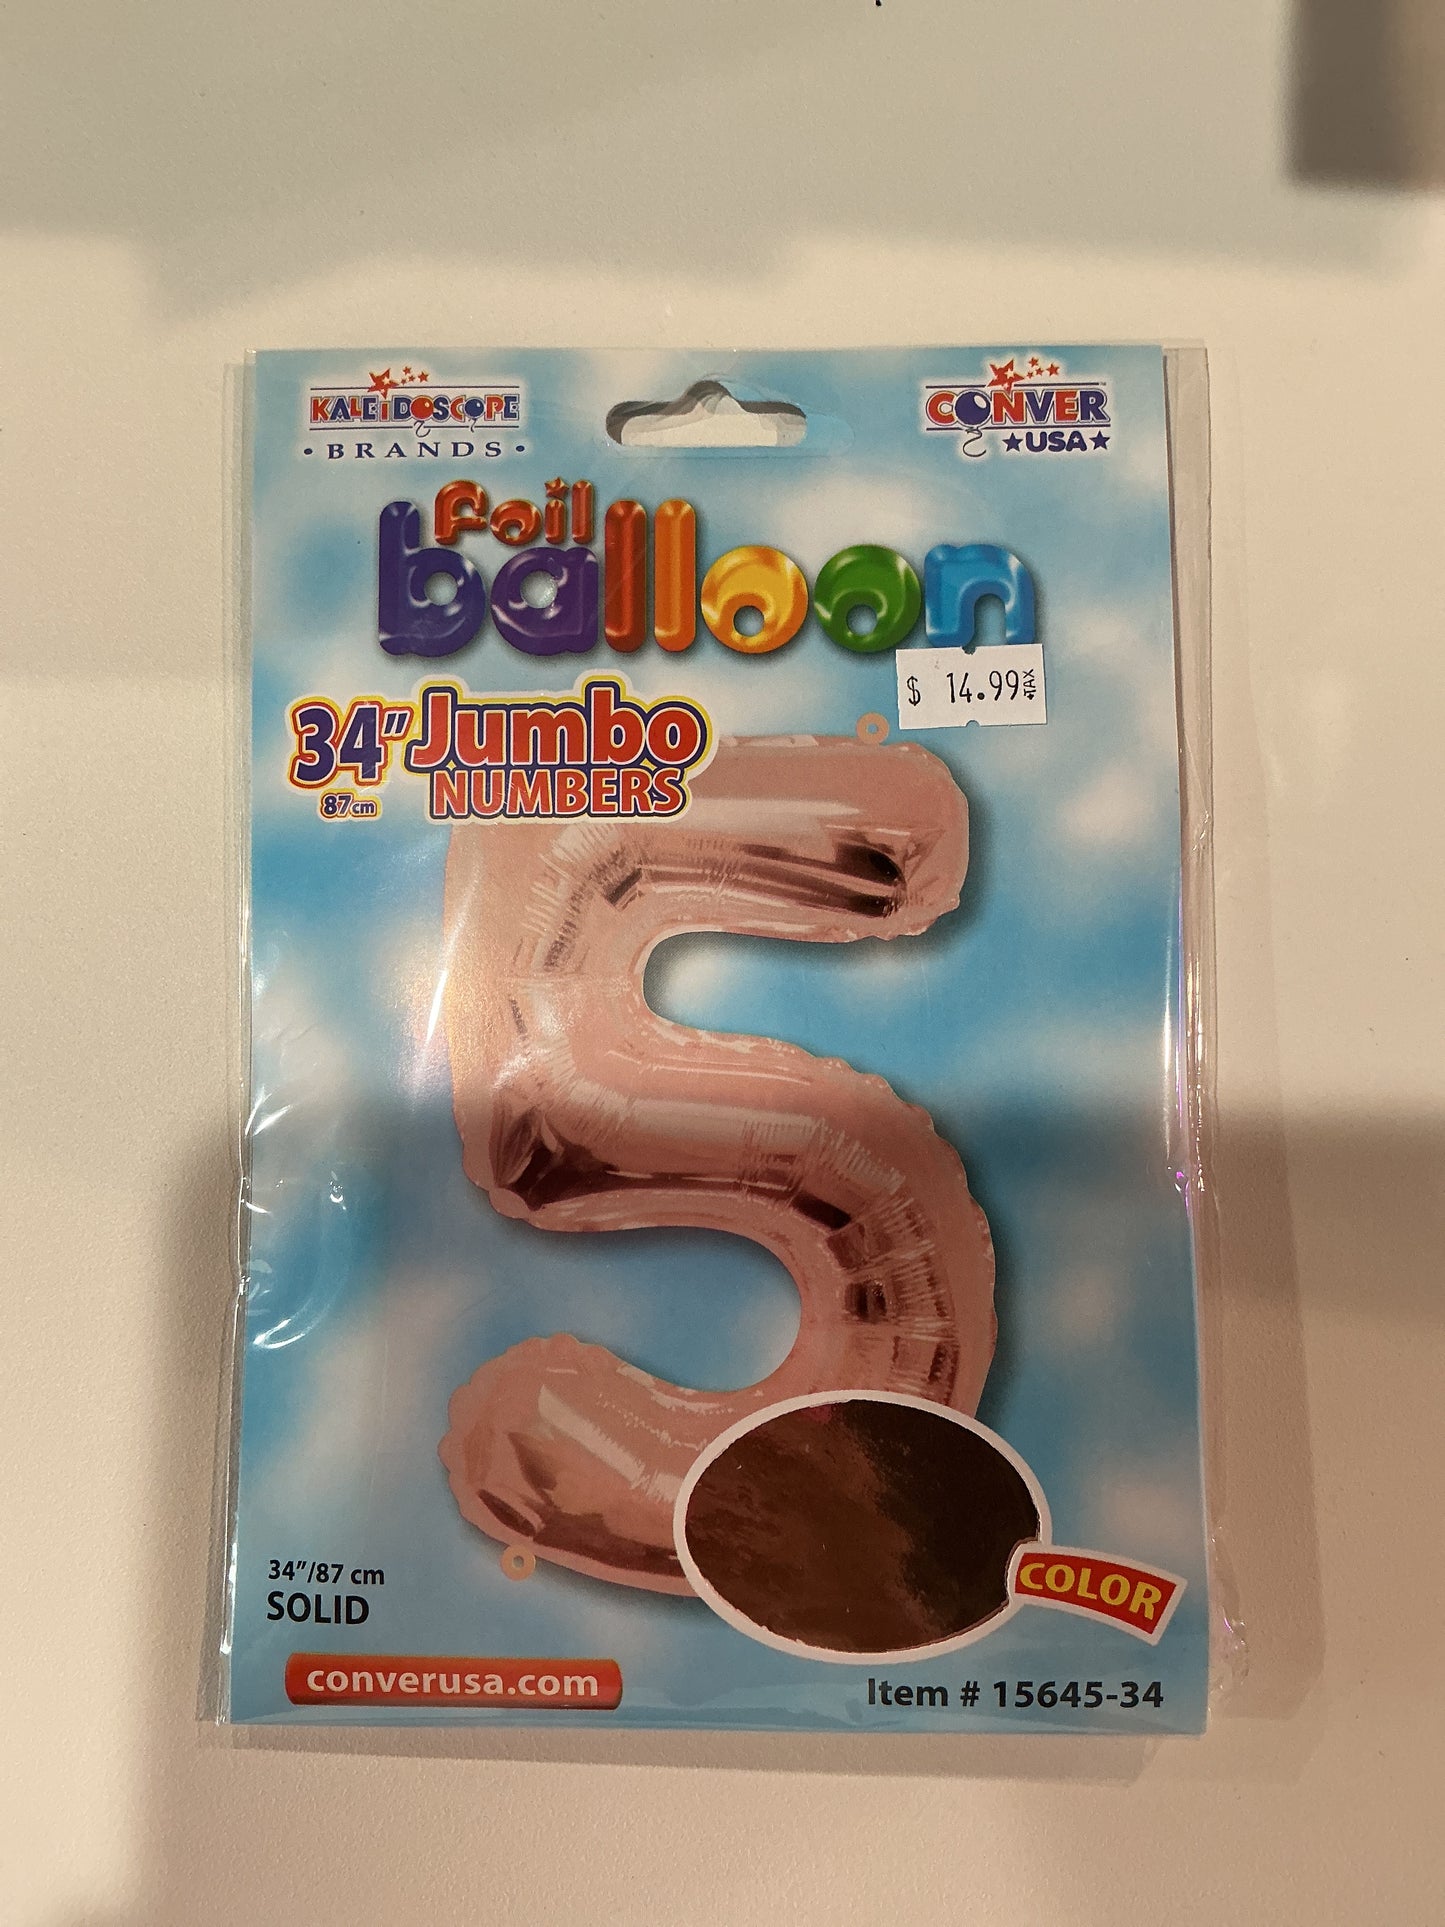 KALEIDOSCOPE
• BRANDS •
CONVER™
★USA★
foil
balloon
$ 14.99 +TAX
34" Jumbo
87cm NUMBERS
COLOR
34"/87 cm
SOLID
converusa.com
Item # 15645-34